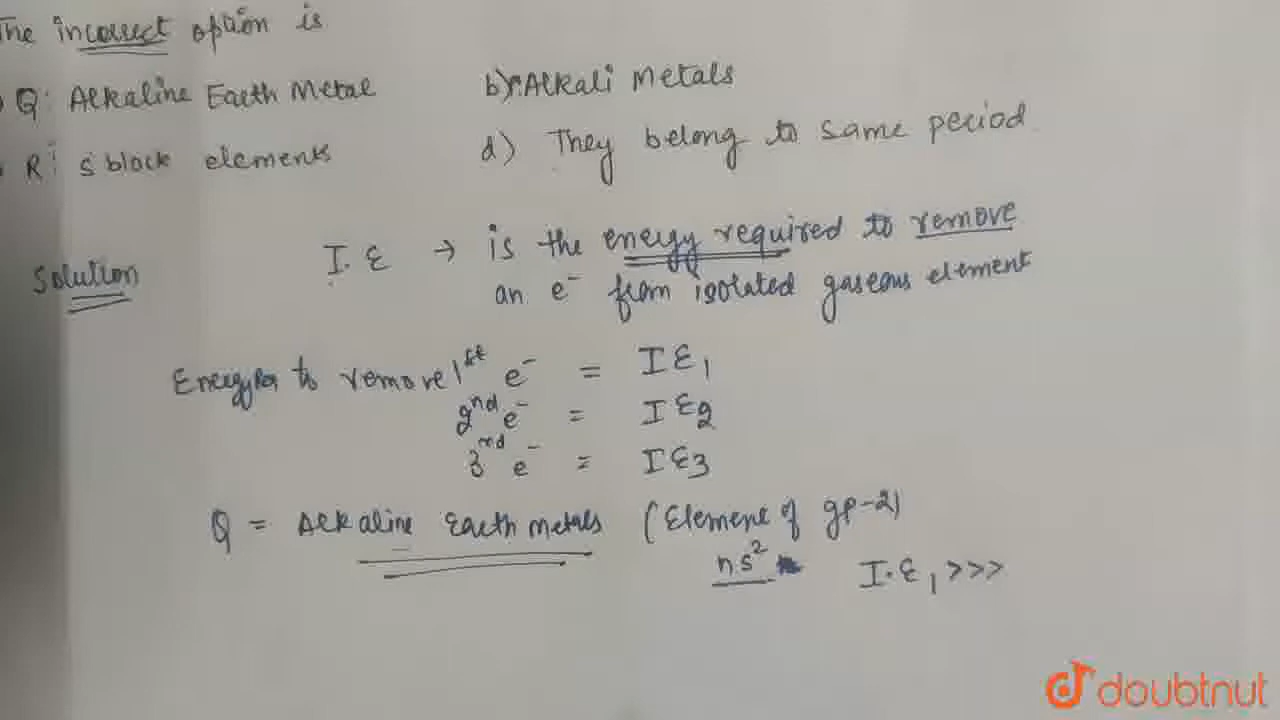 The incorrect option is
Q: Alkaline Earth Metal b) Alkali Metals
R: s block elements d) They belong to same period
Solution
I.E → is the energy required to remove
an e⁻ from isolated gaseous element
to remove 1st e⁻ = IE₁
2nd e⁻ = IE2
3rd e⁻ = IE3
Q = Alkaline Earth metals (Element of gp-2)
ns² I.E₁ >>>
doubtnut